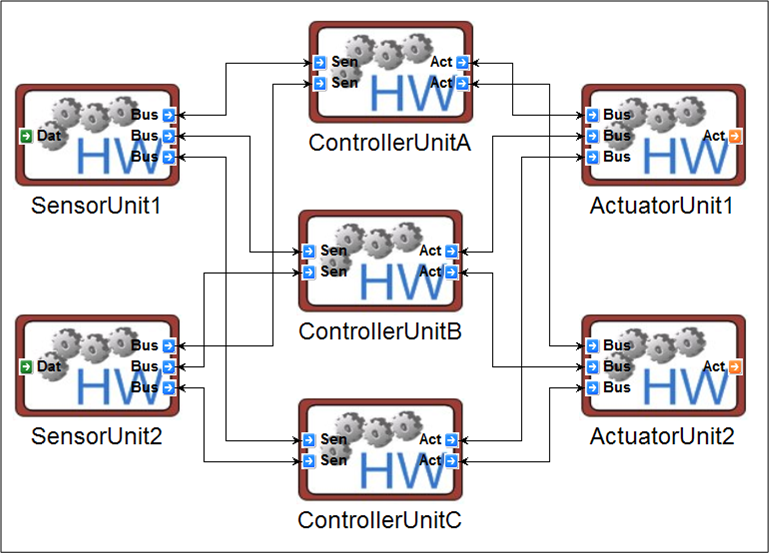 Sen Act
Sen Act
HW
ControllerUnitA
Bus
Dat Bus
Bus
HW
SensorUnit1
Bus
Bus Act
Bus
HW
ActuatorUnit1
Sen Act
Sen Act
HW
ControllerUnitB
Bus
Dat Bus
Bus
HW
SensorUnit2
Bus
Bus Act
Bus
HW
ActuatorUnit2
Sen Act
Sen Act
HW
ControllerUnitC